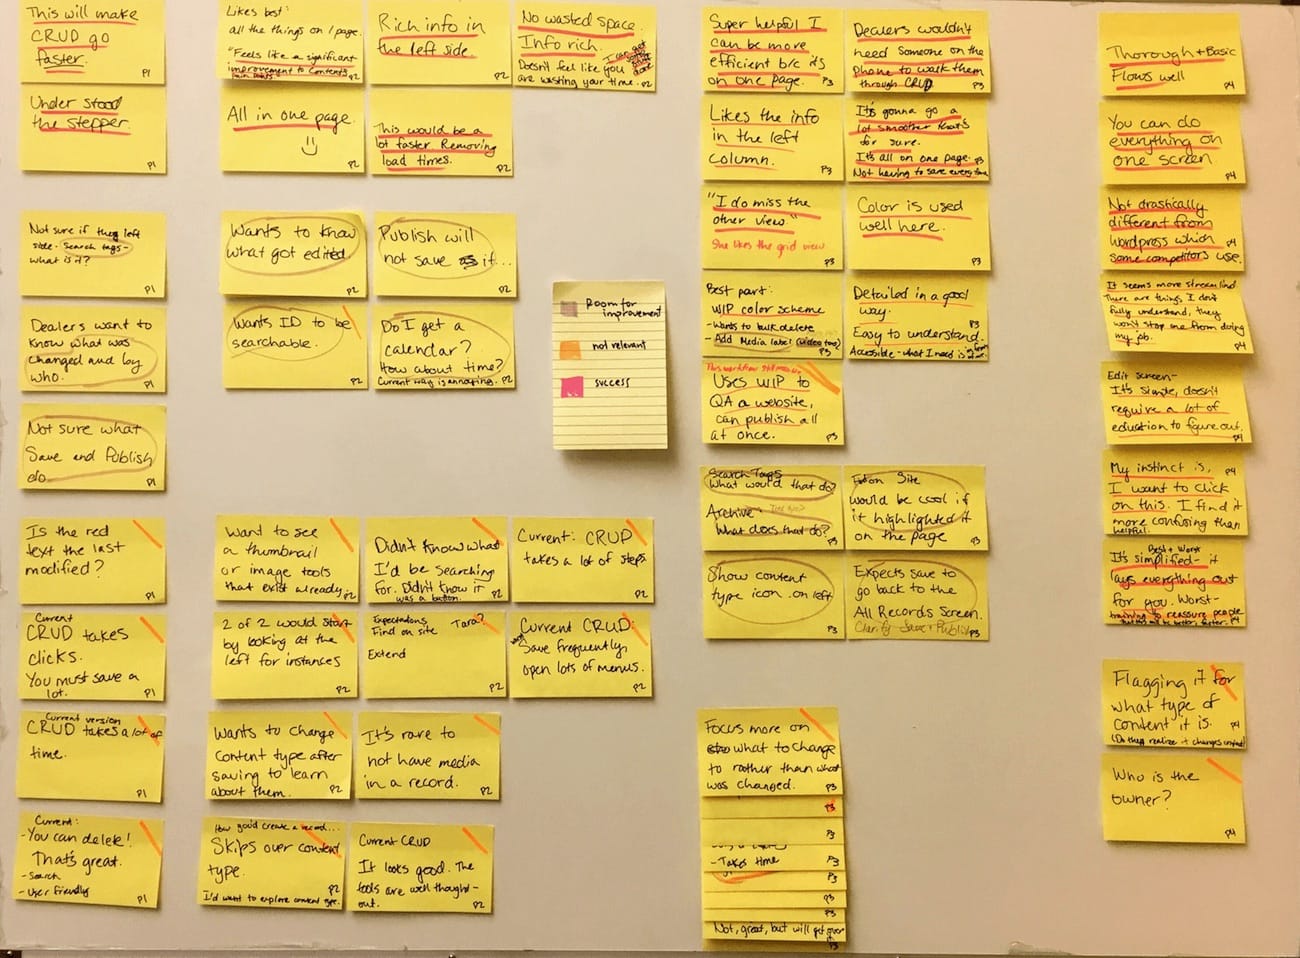 This will make
CRUD go
faster.
P1
Understood
the stepper.
P1
Not sure if they left
side. Search tags-
what is it?
P1
Dealers want to
know what was
changed and by
who.
P1
Not sure what
Save and Publish
do.
P1
Is the red
text the last
modified?
P1
Current
CRUD takes
clicks.
You must save a
lot.
P1
Current version
CRUD takes a lot of
time.
P1
Current:
- You can delete!
That's great.
- Search
- User friendly
P1
Likes best:
all the things on 1 page.
"Feels like a significant
improvement to Contents
P2
All in one page.
P2
Rich info in
the left side.
P2
This would be a
lot faster Removing
load times.
P2
No wasted space.
Info rich.
Doesn't feel like you
are wasting your time.
I can get
done
P2
Wants to know
what got edited.
P2
Publish will
not save as if...
P2
Wants ID to be
searchable.
P2
Do I get a
calendar?
How about time?
Current way is annoying.
P2
Want to see
a thumbnail
or image tools
that exist already.
P2
Didn't know what
I'd be searching
for. Didn't know it
was a button.
P2
Current: CRUD
takes a lot of steps
P2
2 of 2 would start
by looking at the
left for instances
P2
Expectations
Find on site Tara?
Extend
P2
Current CRUD:
Save frequently,
open lots of menus.
P2
Wants to change
content type after
saving to learn
about them.
P2
It's rare to
not have media
in a record.
P2
How you'd create a record...
Skips over content
type.
I'd want to explore content
P2
Current CRUD
It looks good. The
tools are well thought-
out.
P2
Room for
improvement
not relevant
success
Super helpful I
can be more
efficient b/c it's
on one page.
P3
Dealers wouldn't
need someone on the
phone to walk them
through CRUD.
P3
Likes the info
in the left
column.
P3
It's gonna go a
lot smoother that's
for sure.
It's all on one page.
Not having to save every time
P3
"I do miss the
other view."
She likes the grid view
P3
Color is used
well here.
P3
Best part:
WIP color scheme
- Wants to bulk delete
- Add Media label (video too)
P3
Detailed in a good
way.
Easy to understand.
Accessible - what I need is
P3
This workflow
Uses WIP to
QA a website,
can publish all
at once.
P3
Search Tags
What would that do?
Archive
What does that do?
P3
on Site
would be cool if
it highlighted it
on the page
P3
Show content
type icon on left
P3
Expects save to
go back to the
All Records Screen.
Clarify Save + Publish
P3
Focus more on
what to change
to rather than what
was changed.
P3
P3
P3
- Takes time
P3
P3
P3
P3
Not, great, but will get over
P3
Thorough + Basic
Flows well
P4
You can do
everything on
one screen
P4
Not drastically
different from
Wordpress which
some competitors use.
P4
It seems more streamlined
There are things, I don't
fully understand, they
won't stop me from doing
my job.
P4
Edit screen-
It's simple, doesn't
require a lot of
education to figure out.
P4
My instinct is,
I want to click
on this. I find it
more confusing than
helpful.
P4
Best + Worst
It's simplified- it
lays everything out
for you. Worst-
training to reassure people
P4
Flagging it for
what type of
content it is.
P4
Who is the
owner?
P4